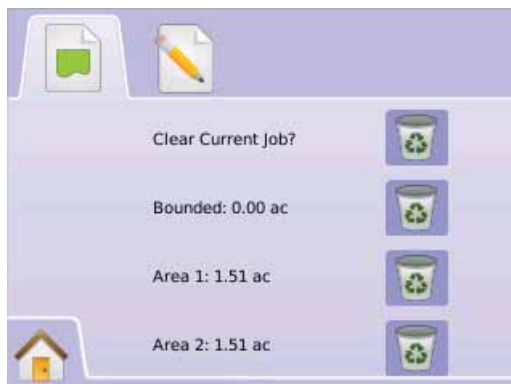 Clear Current Job?
Bounded: 0.00 ac
Area 1: 1.51 ac
Area 2: 1.51 ac